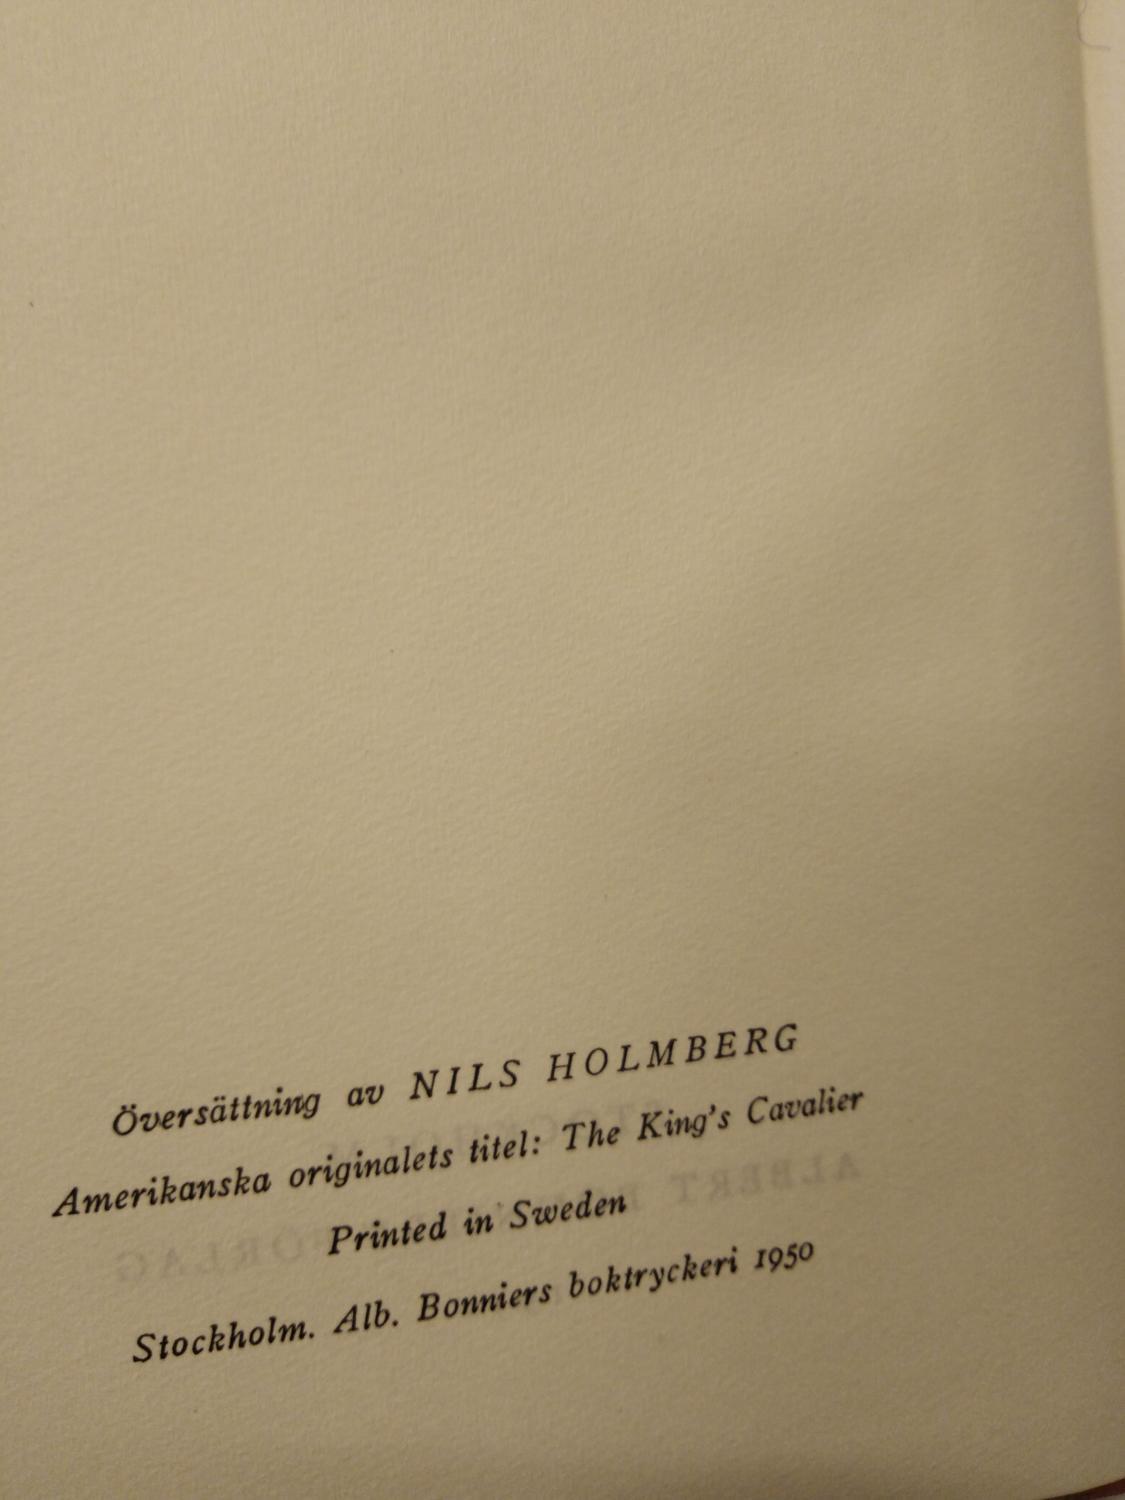 Översättning av NILS HOLMBERG
Amerikanska originalets titel: The King's Cavalier
Printed in Sweden
Stockholm. Alb. Bonniers boktryckeri 1950